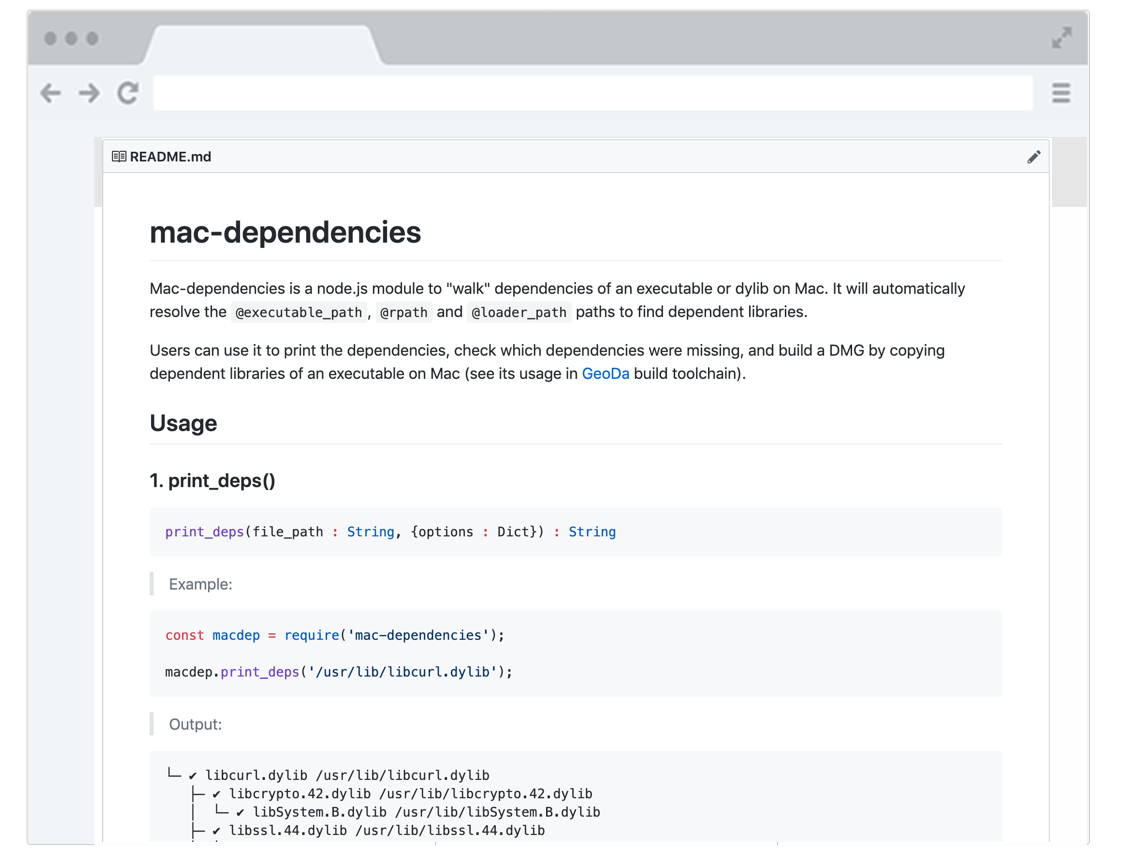 README.md
mac-dependencies
Mac-dependencies is a node.js module to "walk" dependencies of an executable or dylib on Mac. It will automatically
resolve the @executable_path, @rpath and @loader_path paths to find dependent libraries.
Users can use it to print the dependencies, check which dependencies were missing, and build a DMG by copying
dependent libraries of an executable on Mac (see its usage in GeoDa build toolchain).
Usage
1. print_deps()
print_deps(file_path : String, {options : Dict}) : String
Example:
const macdep = require('mac-dependencies');
macdep.print_deps('/usr/lib/libcurl.dylib');
Output:
└─ ✔ libcurl.dylib /usr/lib/libcurl.dylib
├─ ✔ libcrypto.42.dylib /usr/lib/libcrypto.42.dylib
│ └─ ✔ libSystem.B.dylib /usr/lib/libSystem.B.dylib
├─ ✔ libssl.44.dylib /usr/lib/libssl.44.dylib